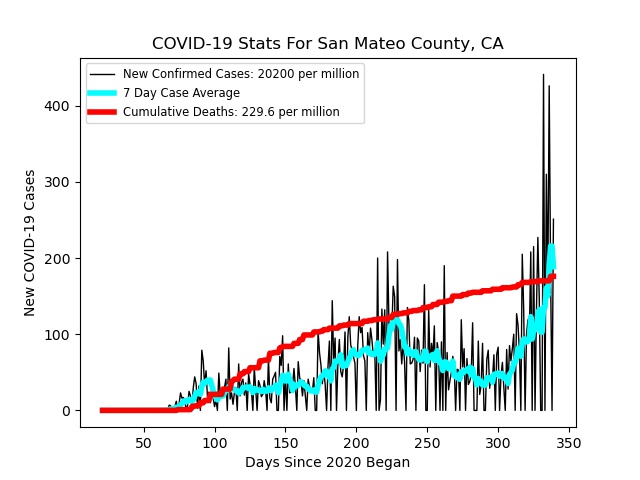 COVID-19 Stats For San Mateo County, CA
New Confirmed Cases: 20200 per million
7 Day Case Average
Cumulative Deaths: 229.6 per million
New COVID-19 Cases
400
300
200
100
0
50 100 150 200 250 300 350
Days Since 2020 Began